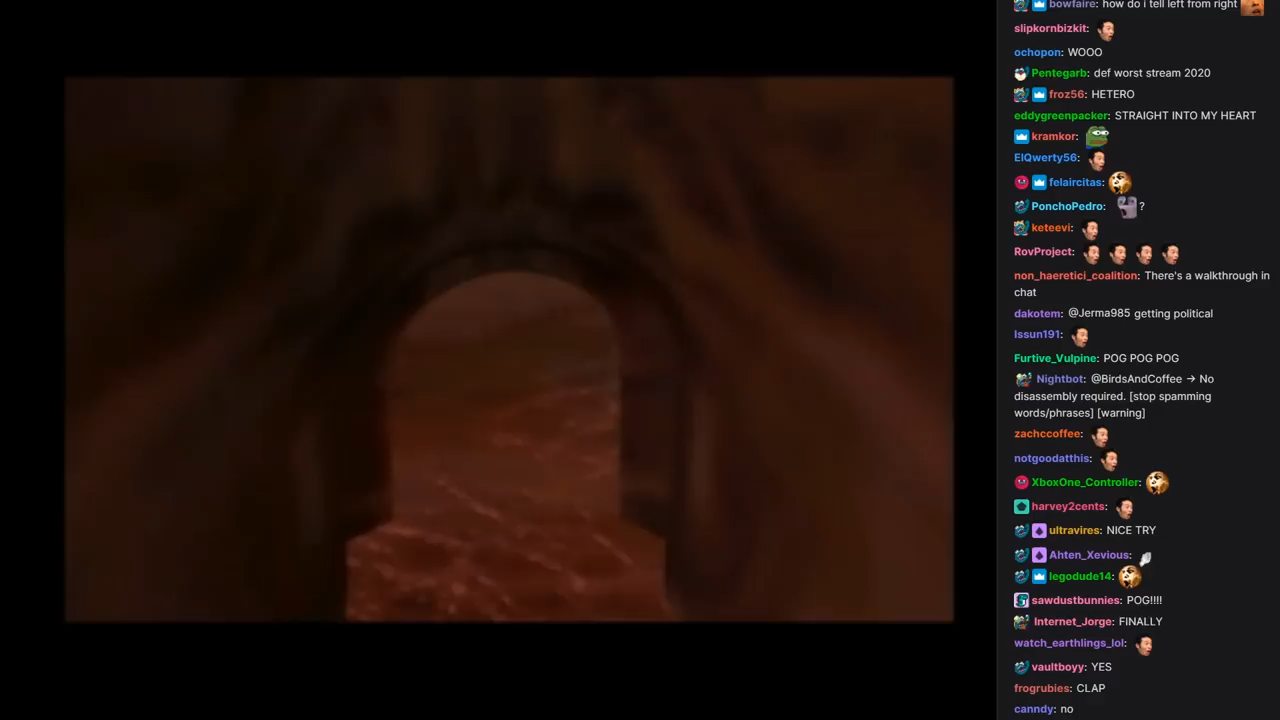 bowfaire: how do i tell left from right
slipkornbizkit:
ochopon: WOOO
Pentegarb: def worst stream 2020
froz56: HETERO
eddygreenpacker: STRAIGHT INTO MY HEART
kramkor:
ElQwerty56:
felaircitas:
PonchoPedro: ?
keteevi:
RovProject:
non_haeretici_coalition: There's a walkthrough in
chat
dakotem: @Jerma985 getting political
Issun191:
Furtive_Vulpine: POG POG POG
Nightbot: @BirdsAndCoffee → No
disassembly required. [stop spamming
words/phrases] [warning]
zachccoffee:
notgoodatthis:
XboxOne_Controller:
harvey2cents:
ultravires: NICE TRY
Ahten_Xevious:
legodude14:
sawdustbunnies: POG!!!!
Internet_Jorge: FINALLY
watch_earthlings_lol:
vaultboyy: YES
frogrubies: CLAP
canndy: no